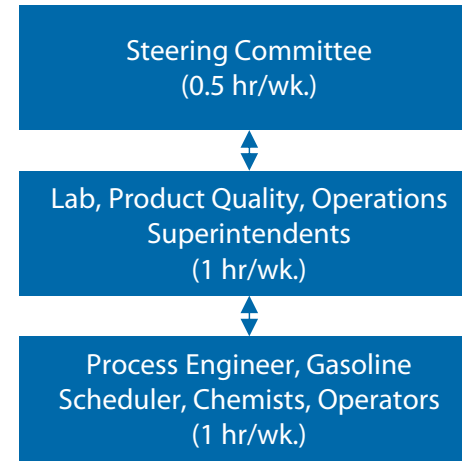 Steering Committee
(0.5 hr/wk.)
Lab, Product Quality, Operations
Superintendents
(1 hr/wk.)
Process Engineer, Gasoline
Scheduler, Chemists, Operators
(1 hr/wk.)